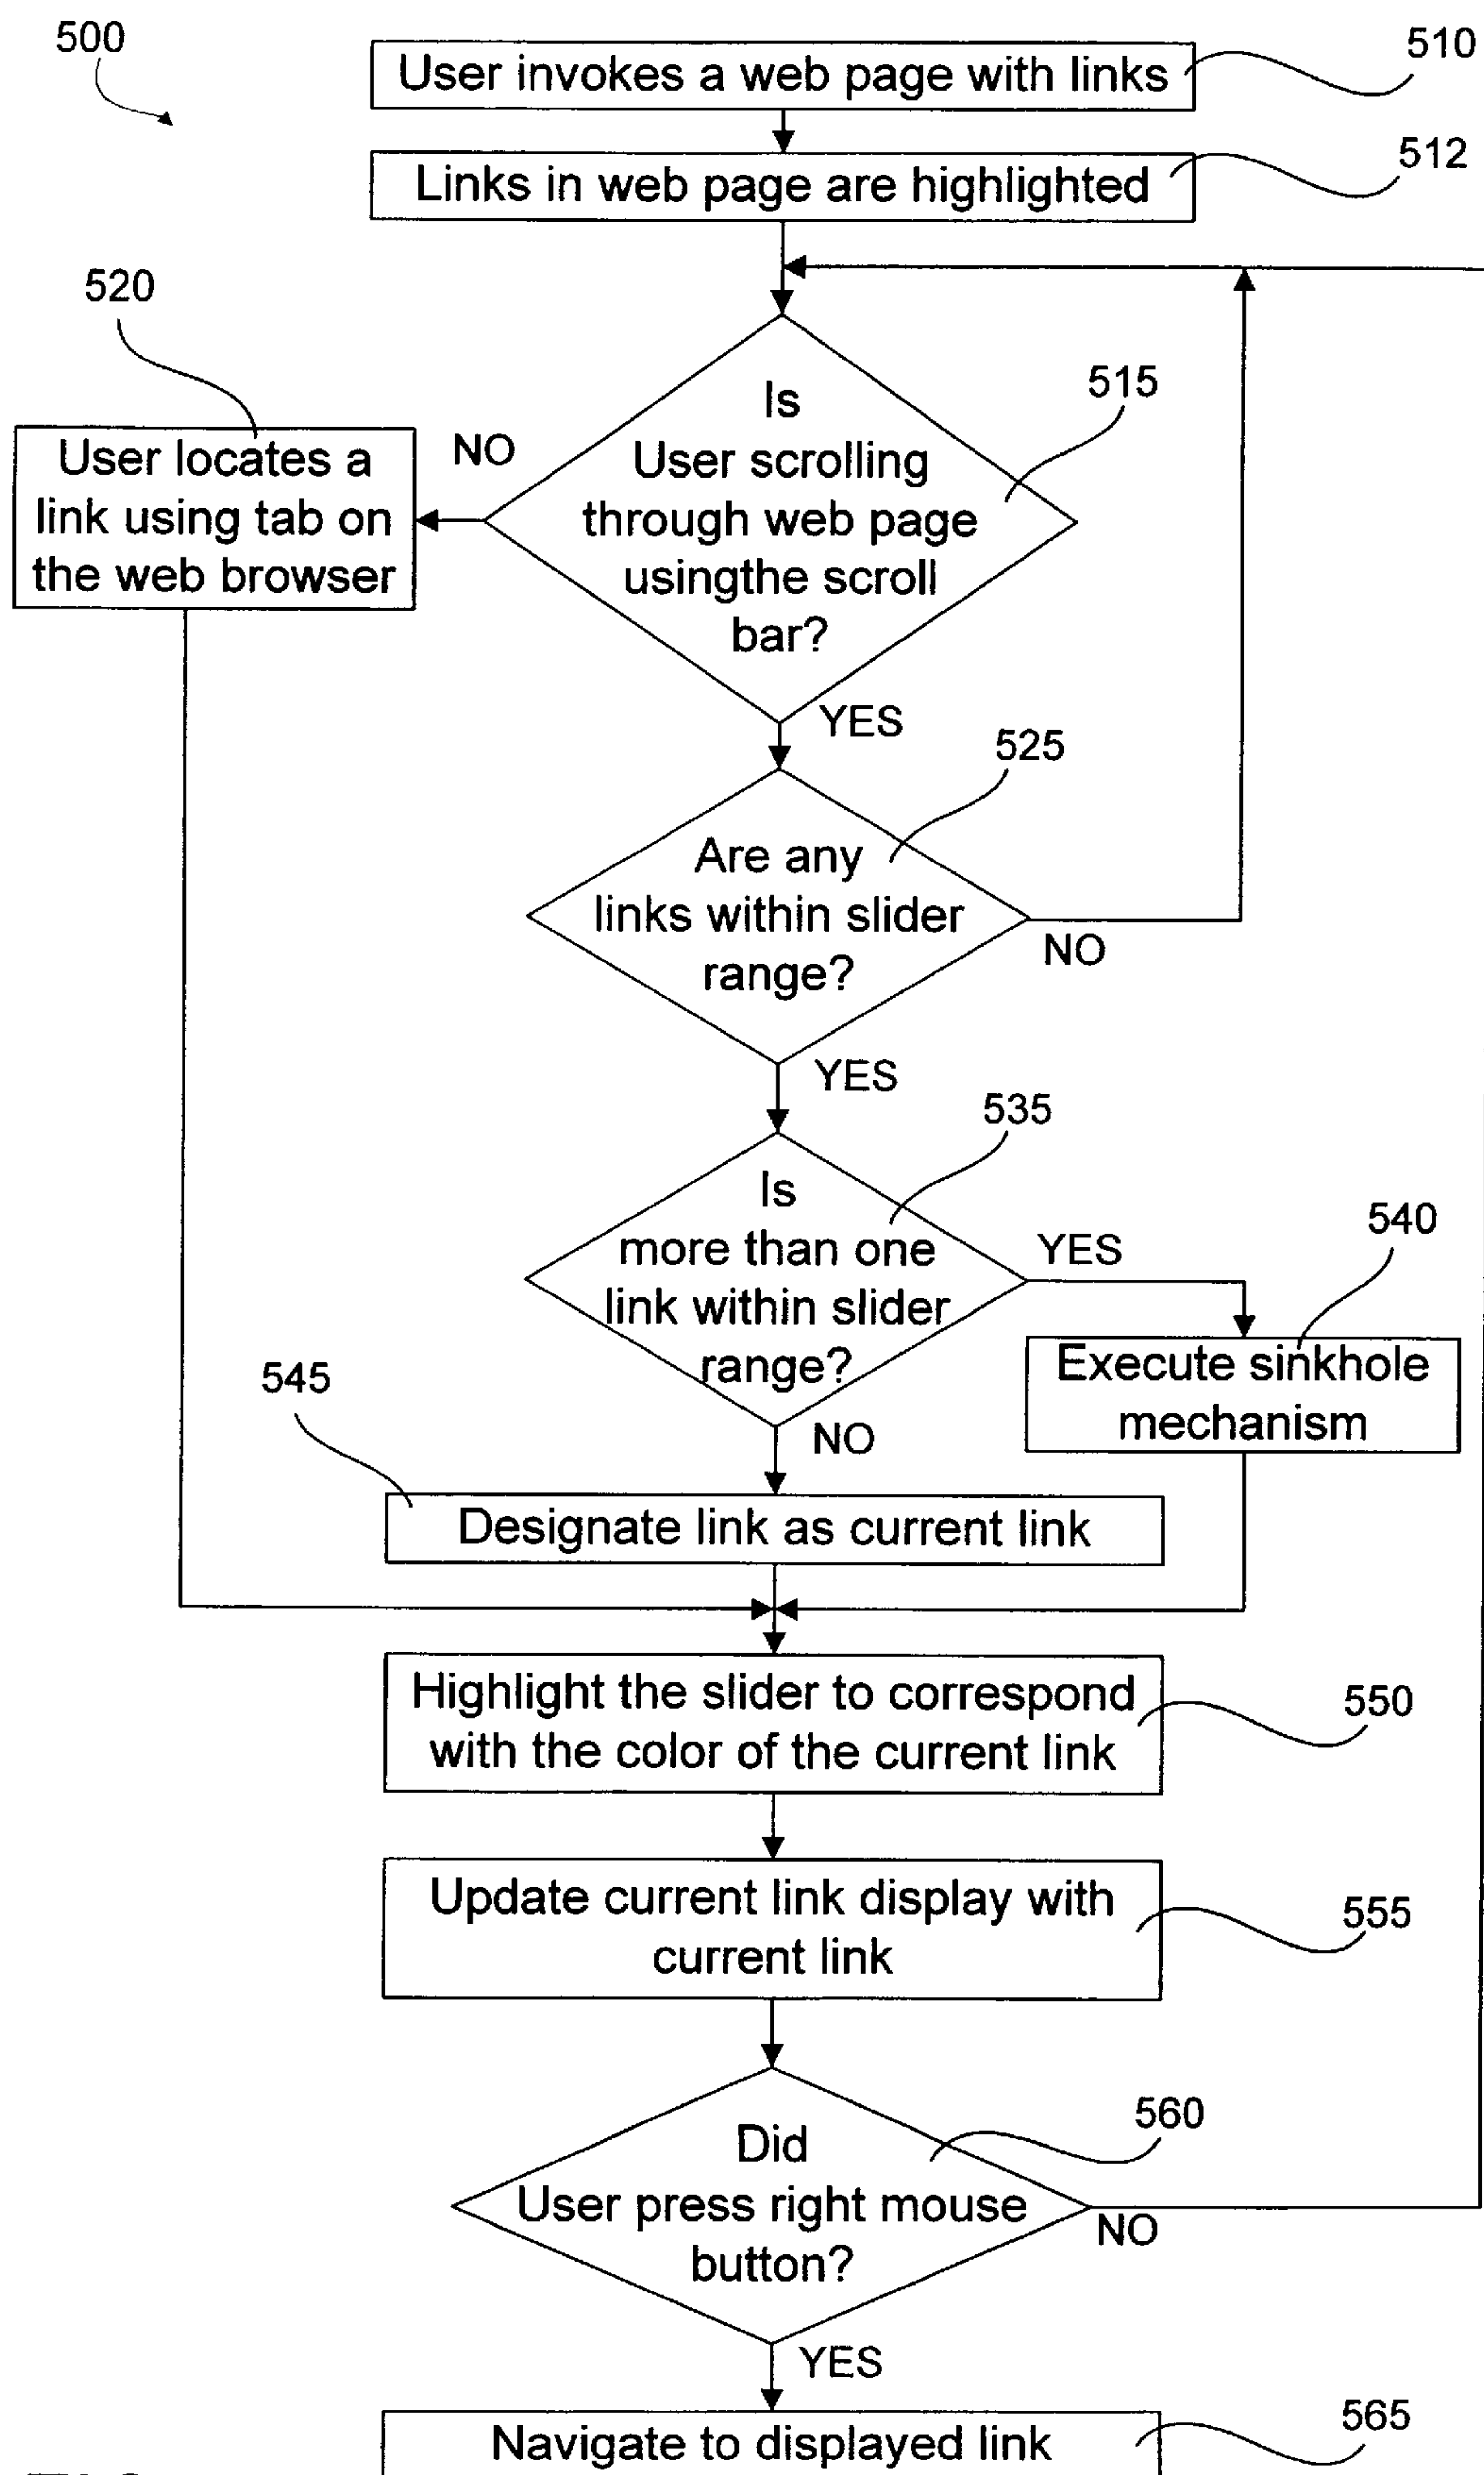 500
510
User invokes a web page with links
512
Links in web page are highlighted
520
515
Is
User scrolling
through web page
usingthe scroll
bar?
NO
User locates a
link using tab on
the web browser
YES
525
Are any
links within slider
range?
NO
YES
535
Is
more than one
link within slider
range?
YES
540
Execute sinkhole
mechanism
545
NO
Designate link as current link
Highlight the slider to correspond
with the color of the current link
550
Update current link display with
current link
555
560
Did
User press right mouse
button?
NO
YES
565
Navigate to displayed link